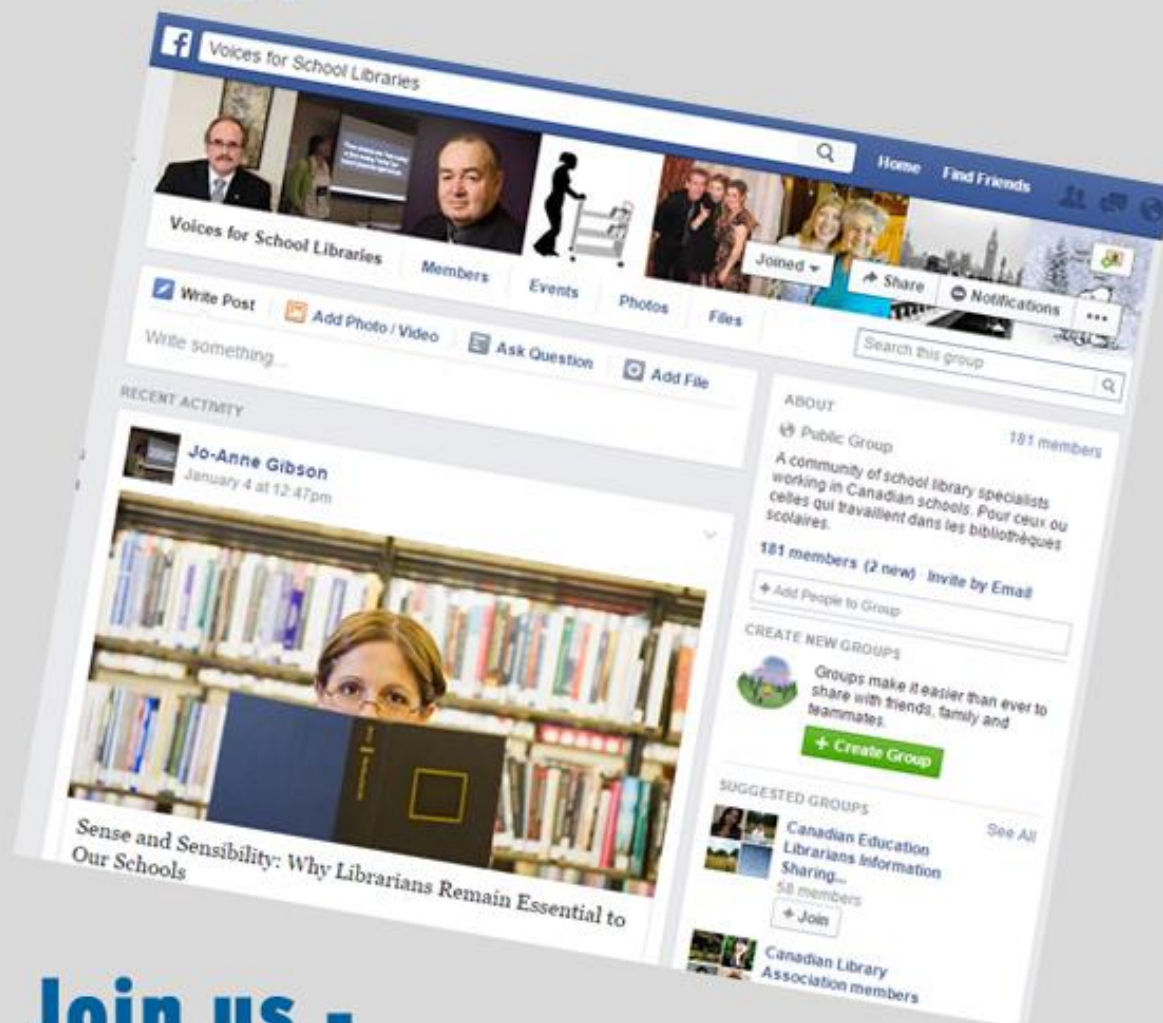 f
Voices for School Libraries
Home Find Friends
Voices for School Libraries Members Events Photos Files
Joined Share Notifications ...
Search this group
Write Post Add Photo / Video Ask Question Add File
Write something...
RECENT ACTIVITY
Jo-Anne Gibson
January 4 at 12:47pm
Sense and Sensibility: Why Librarians Remain Essential to
Our Schools
ABOUT
Public Group 181 members
A community of school library specialists
working in Canadian schools. Pour ceux ou
celles qui travaillent dans les bibliothèques
scolaires.
181 members (2 new) · Invite by Email
+ Add People to Group
CREATE NEW GROUPS
Groups make it easier than ever to
share with friends, family and
teammates.
+ Create Group
SUGGESTED GROUPS See All
Canadian Education
Librarians Information
Sharing...
58 members
+ Join
Canadian Library
Association members
Join us -